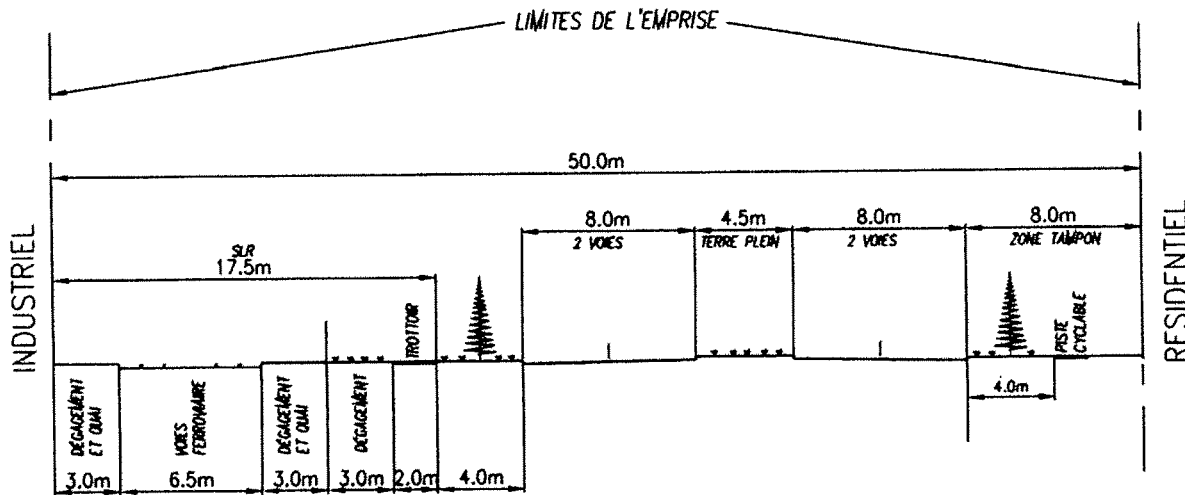 LIMITES DE L'EMPRISE
50.0m
8.0m
2 VOIES
4.5m
TERRE PLEIN
8.0m
2 VOIES
8.0m
ZONE TAMPON
SLR
17.5m
INDUSTRIEL
TROTTOIR
PISTE
CYCLABLE
RESIDENTIEL
4.0m
DÉGAGEMENT
ET QUAI
VOIES
FERROVIAIRE
DÉGAGEMENT
ET QUAI
DÉGAGEMENT
3.0m
6.5m
3.0m
3.0m
2.0m
4.0m